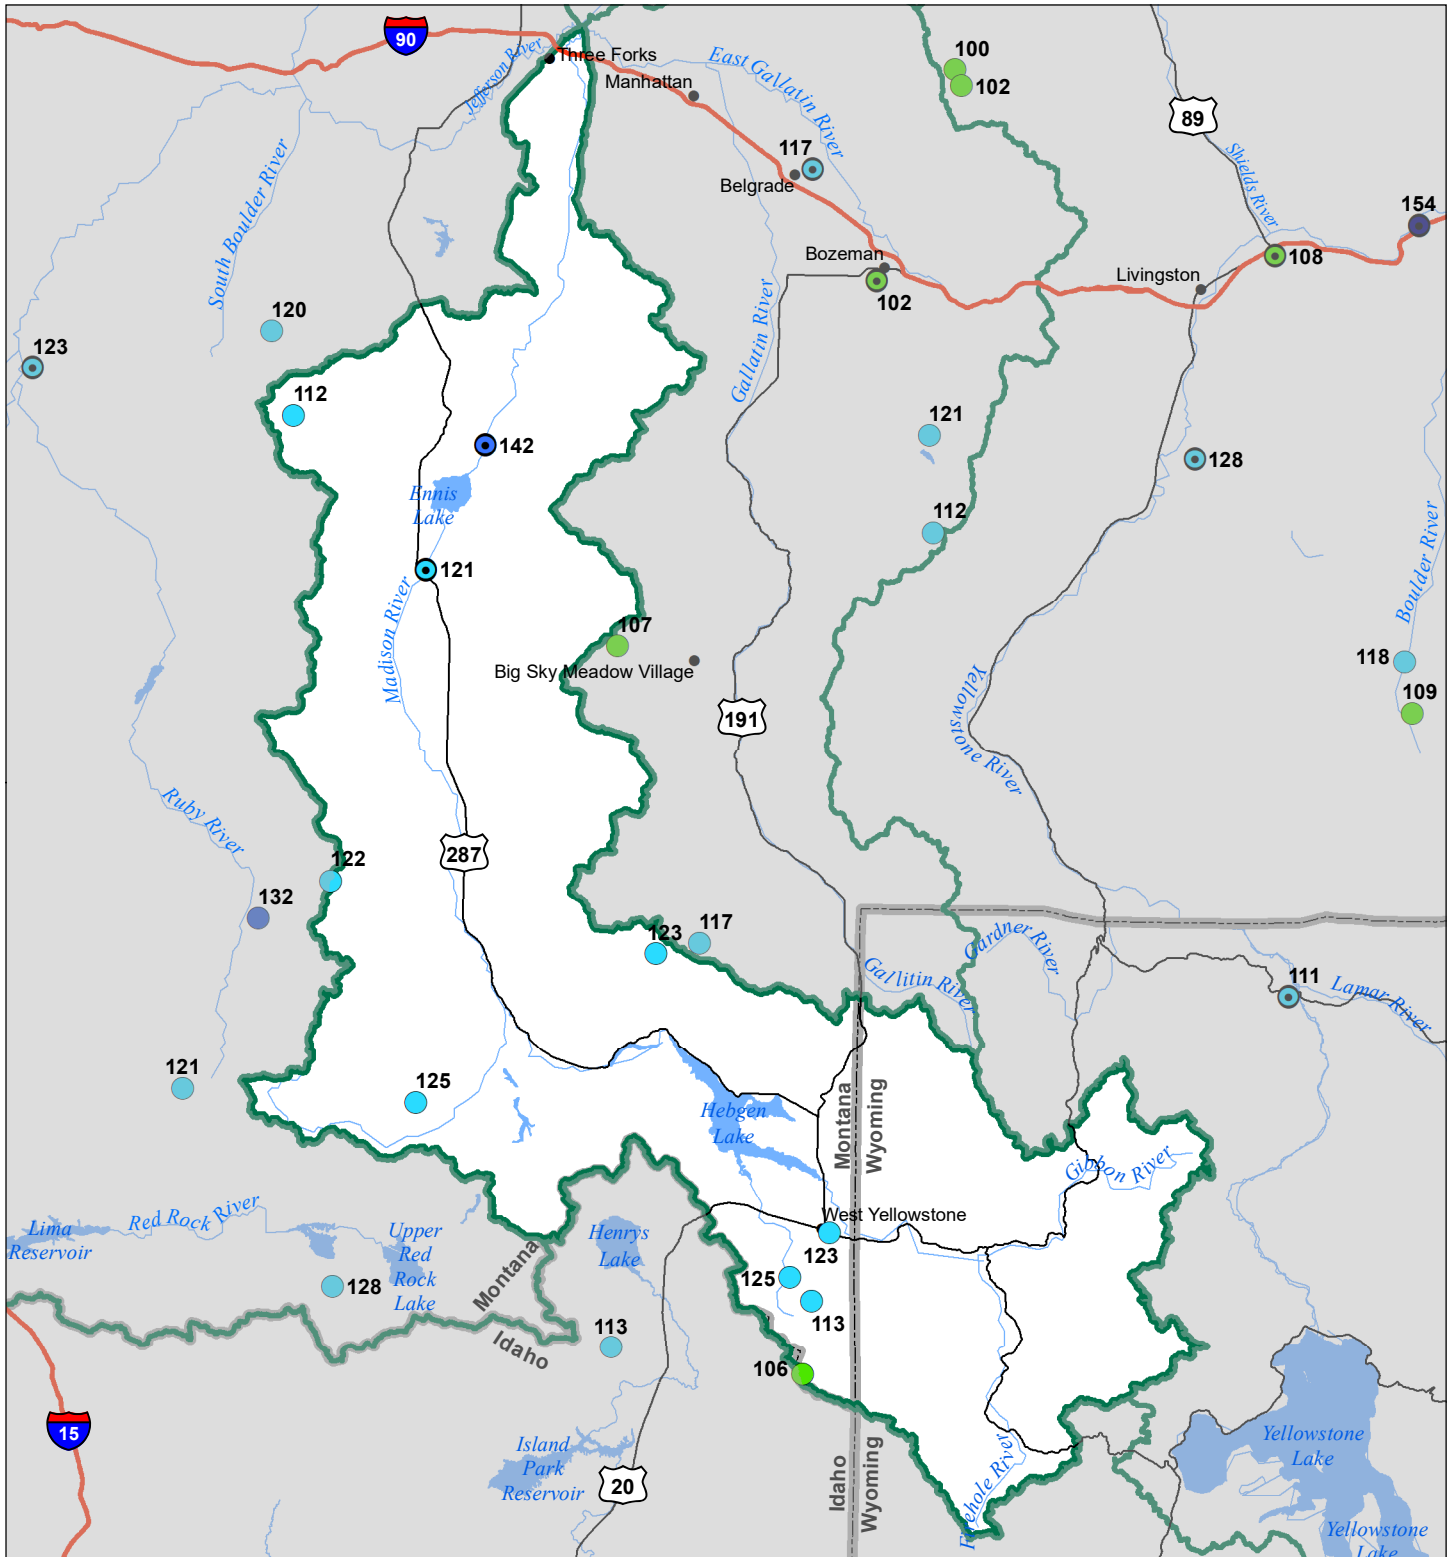 90
Three Forks
Jefferson River
Manhattan
East Gallatin River
100
102
89
117
Belgrade
Shields River
154
South Boulder River
Bozeman
102
108
Livingston
Gallatin River
120
123
112
121
142
128
Ennis
Lake
112
121
Boulder River
Madison River
107
Big Sky Meadow Village
118
109
191
Yellowstone River
Ruby River
287
122
132
123
117
Gardner River
Gallitin River
111
Lamar River
121
125
Hebgen
Lake
Montana
Wyoming
Gibbon River
West Yellowstone
123
Red Rock River
Lima
Reservoir
Upper
Red
Rock
Lake
Henrys
Lake
Montana
Idaho
128
125
113
113
106
15
Island
Park
Reservoir
20
Idaho
Wyoming
Firehole River
Yellowstone
Lake
Yellowstone
Lake